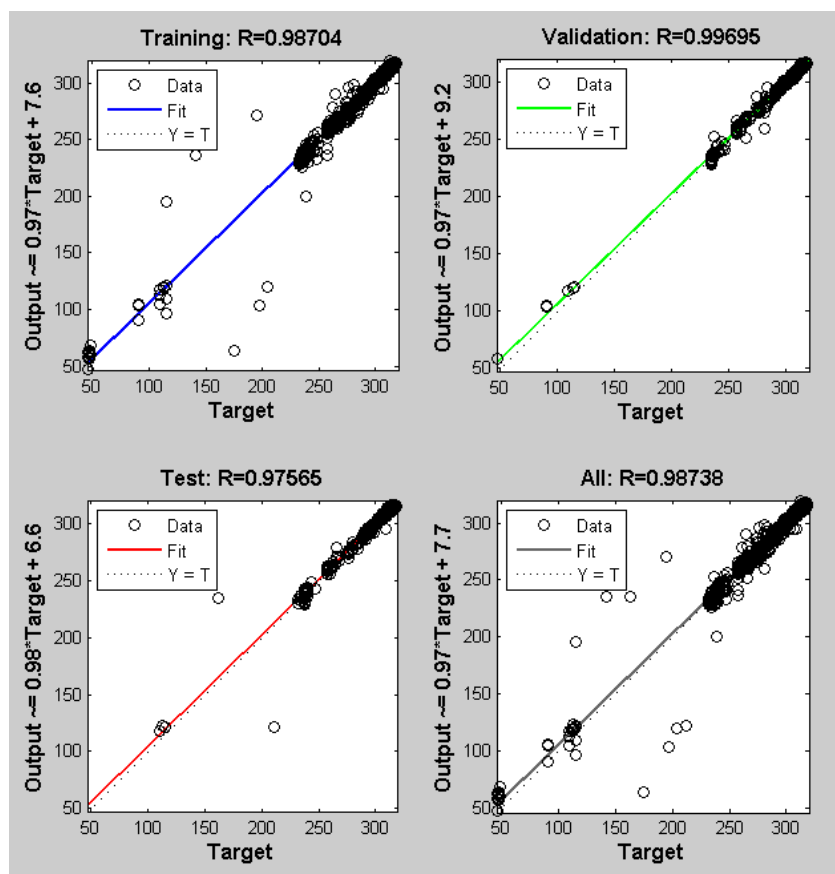 Training: R=0.98704
Output ~= 0.97*Target + 7.6
300
250
200
150
100
50
Data
Fit
Y = T
50 100 150 200 250 300
Target
Validation: R=0.99695
Output ~= 0.97*Target + 9.2
300
250
200
150
100
50
Data
Fit
Y = T
50 100 150 200 250 300
Target
Test: R=0.97565
Output ~= 0.98*Target + 6.6
300
250
200
150
100
50
Data
Fit
Y = T
50 100 150 200 250 300
Target
All: R=0.98738
Output ~= 0.97*Target + 7.7
300
250
200
150
100
50
Data
Fit
Y = T
50 100 150 200 250 300
Target